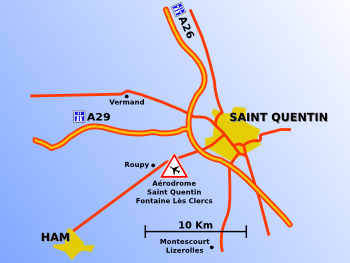 A26
SAINT QUENTIN
Vermand
A29
Roupy
Aérodrome
Saint Quentin
Fontaine Lès Clercs
10 Km
HAM
Montescourt
Lizerolles